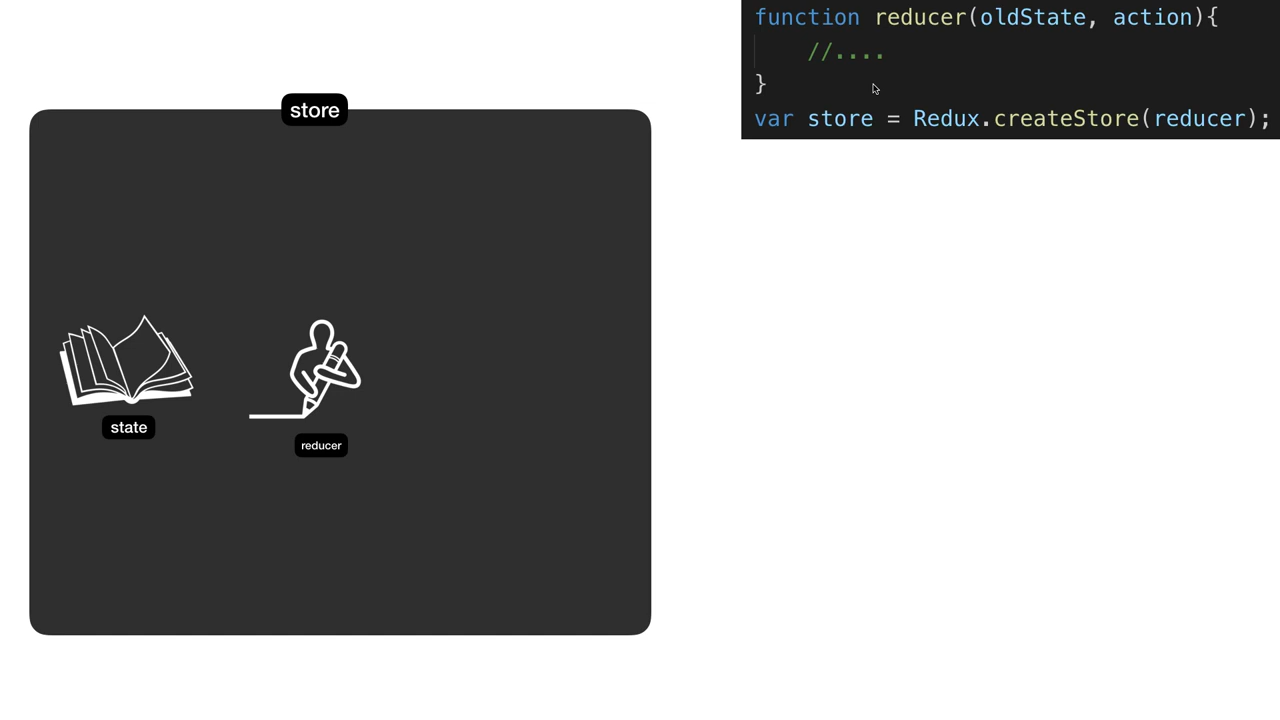 function reducer(oldState, action){
//....
}
var store = Redux.createStore(reducer);
store
state
reducer